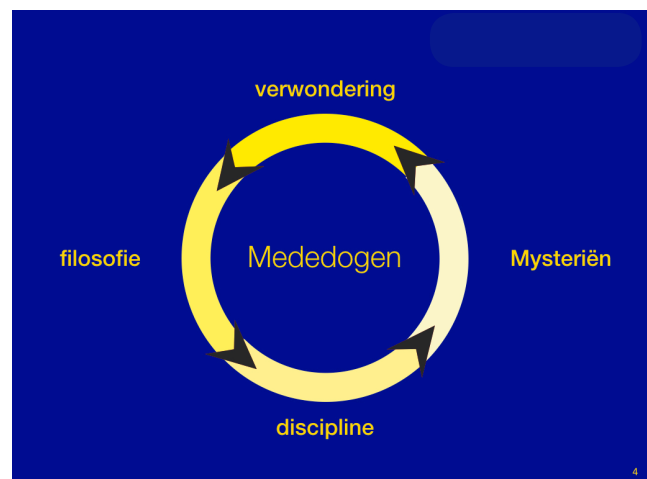 verwondering
filosofie
Mededogen
Mysteriën
discipline
4